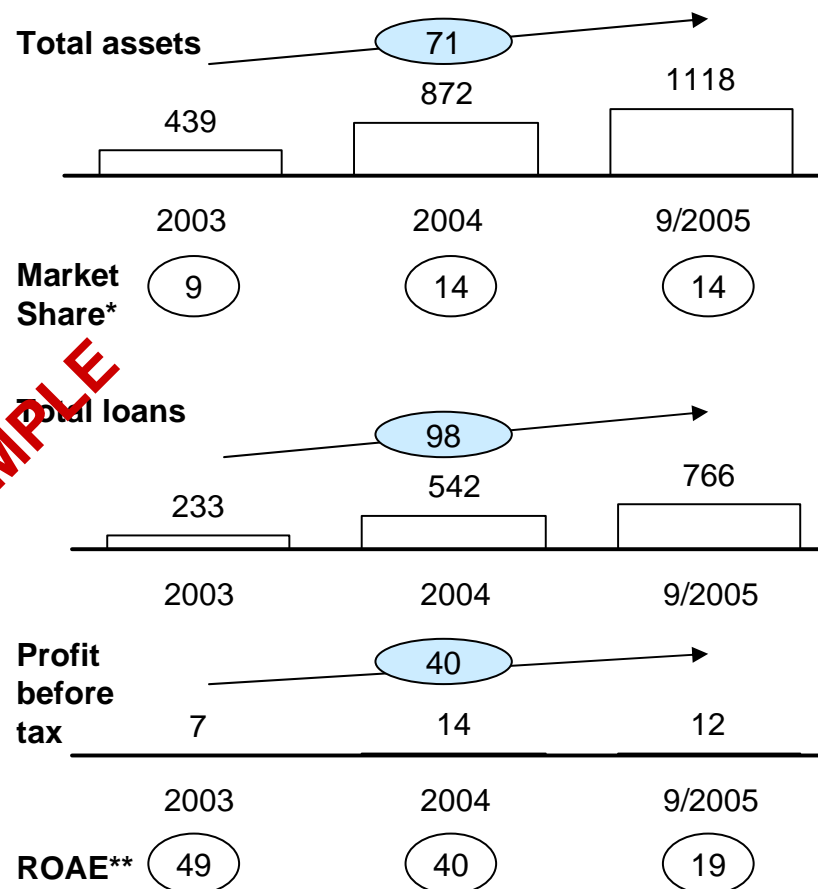 Total assets
71
439 872 1118
2003 2004 9/2005
Market
Share*
9 14 14
Total loans
98
233 542 766
2003 2004 9/2005
Profit
before
tax
40
7 14 12
2003 2004 9/2005
ROAE** 49 40 19